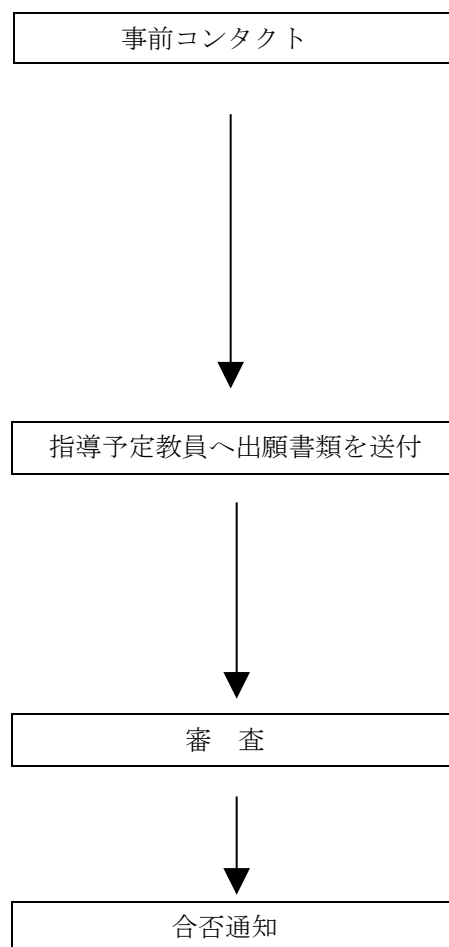 事前コンタクト
指導予定教員へ出願書類を送付
審　査
合否通知